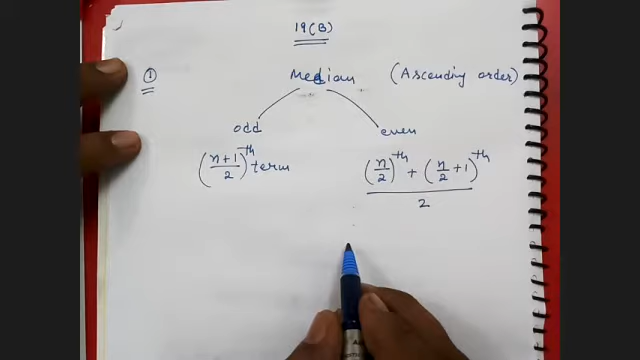 19(B)
① Median (Ascending order)
odd even
(n+1/2)^th term ((n/2)^th + (n/2 + 1)^th)/2